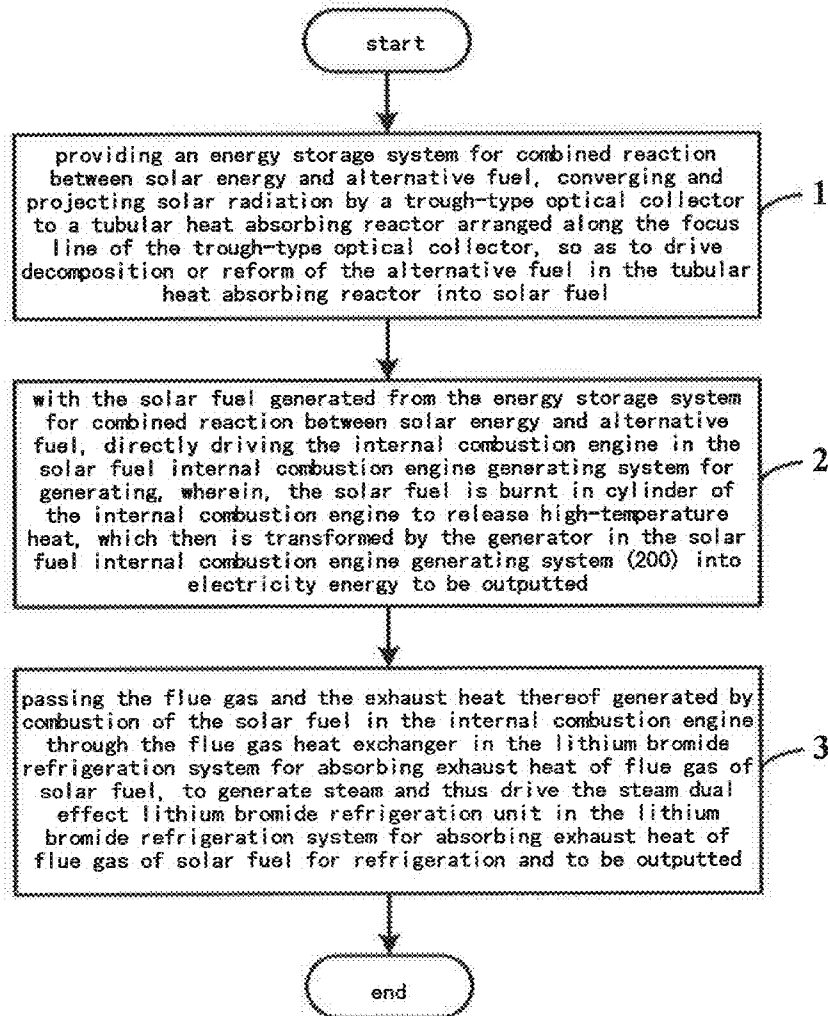 start
providing an energy storage system for combined reaction
between solar energy and alternative fuel, converging and
projecting solar radiation by a trough-type optical collector
to a tubular heat absorbing reactor arranged along the focus
line of the trough-type optical collector, so as to drive
decomposition or reform of the alternative fuel in the tubular
heat absorbing reactor into solar fuel
1
with the solar fuel generated from the energy storage system
for combined reaction between solar energy and alternative
fuel, directly driving the internal combustion engine in the
solar fuel internal combustion engine generating system for
generating, wherein, the solar fuel is burnt in cylinder of
the internal combustion engine to release high-temperature
heat, which then is transformed by the generator in the solar
fuel internal combustion engine generating system (200) into
electricity energy to be outputted
2
passing the flue gas and the exhaust heat thereof generated by
combustion of the solar fuel in the internal combustion engine
through the flue gas heat exchanger in the lithium bromide
refrigeration system for absorbing exhaust heat of flue gas of
solar fuel, to generate steam and thus drive the steam dual
effect lithium bromide refrigeration unit in the lithium
bromide refrigeration system for absorbing exhaust heat of
flue gas of solar fuel for refrigeration and to be outputted
3
end